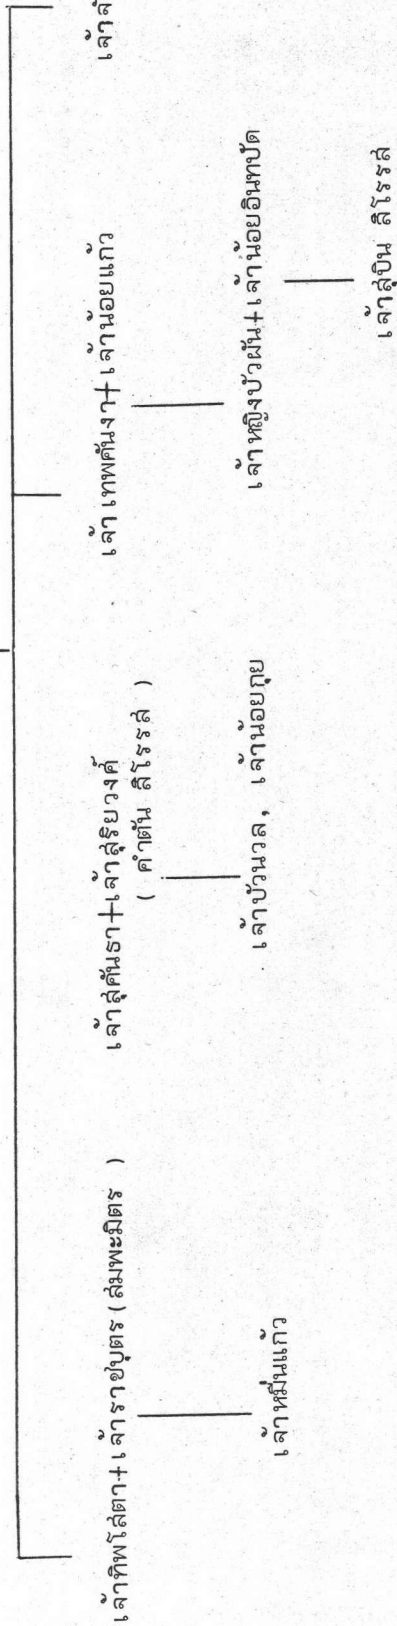 เจ้าทิพโสตา+เจ้าราชบุตร(สมพะมิตร )
เจ้าสุคันธา+เจ้าสุริยวงศ์
( คำตัน สิโรรส )
เจ้าเทพคันงา+เจ้าน้อยแก้ว
เจ้าหมื่นแก้ว
เจ้าบัวนวล, เจ้าน้อยกุย
เจ้าหญิงบัวผัน+เจ้าน้อยอินทปัด
เจ้าสุบิน สิโรรส